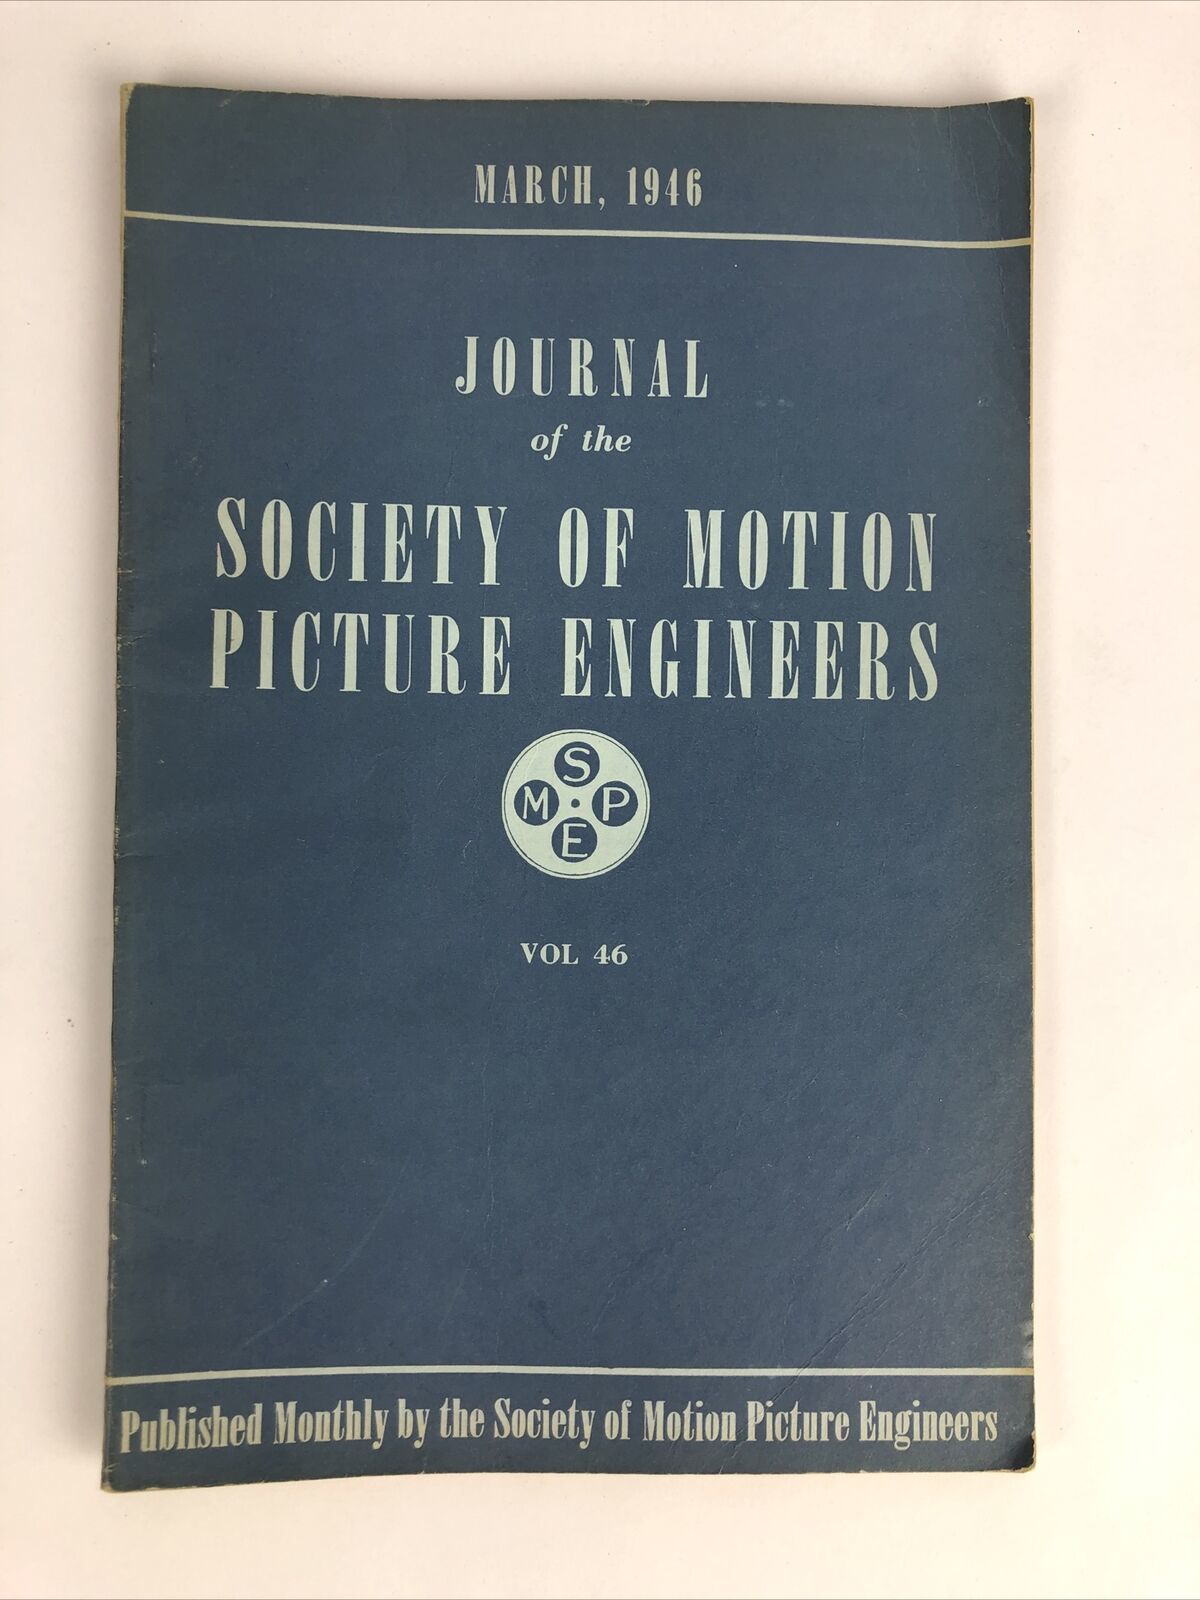 MARCH, 1946
JOURNAL
of the
SOCIETY OF MOTION
PICTURE ENGINEERS
S
M · P
E
VOL 46
Published Monthly by the Society of Motion Picture Engineers